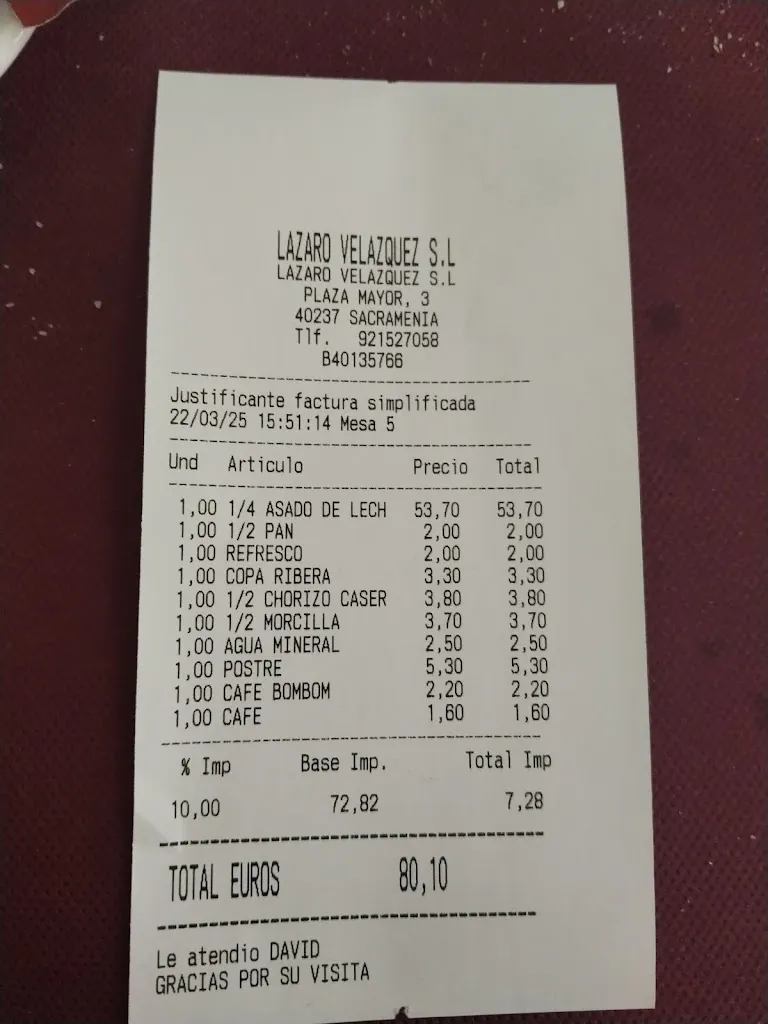 LAZARO VELAZQUEZ S.L
LAZARO VELAZQUEZ S.L
PLAZA MAYOR, 3
40237 SACRAMENIA
Tlf. 921527058
B40135766
Justificante factura simplificada
22/03/25 15:51:14 Mesa 5
Und Articulo Precio Total
1,00 1/4 ASADO DE LECH 53,70 53,70
1,00 1/2 PAN 2,00 2,00
1,00 REFRESCO 2,00 2,00
1,00 COPA RIBERA 3,30 3,30
1,00 1/2 CHORIZO CASER 3,80 3,80
1,00 1/2 MORCILLA 3,70 3,70
1,00 AGUA MINERAL 2,50 2,50
1,00 POSTRE 5,30 5,30
1,00 CAFE BOMBOM 2,20 2,20
1,00 CAFE 1,60 1,60
% Imp Base Imp. Total Imp
10,00 72,82 7,28
TOTAL EUROS 80,10
Le atendio DAVID
GRACIAS POR SU VISITA